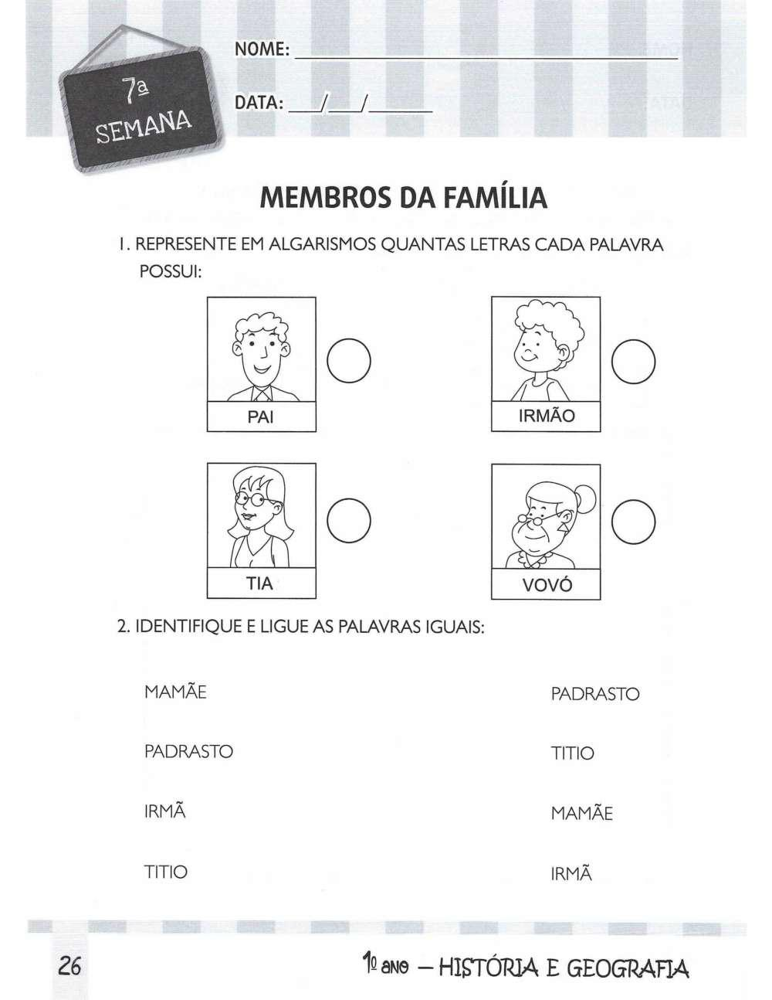 7ª
SEMANA
NOME:
DATA: ___/___/______
MEMBROS DA FAMÍLIA
1. REPRESENTE EM ALGARISMOS QUANTAS LETRAS CADA PALAVRA
POSSUI:
PAI
IRMÃO
TIA
VOVÓ
2. IDENTIFIQUE E LIGUE AS PALAVRAS IGUAIS:
MAMÃE
PADRASTO
PADRASTO
TITIO
IRMÃ
MAMÃE
TITIO
IRMÃ
26
1º ano – HISTÓRIA E GEOGRAFIA